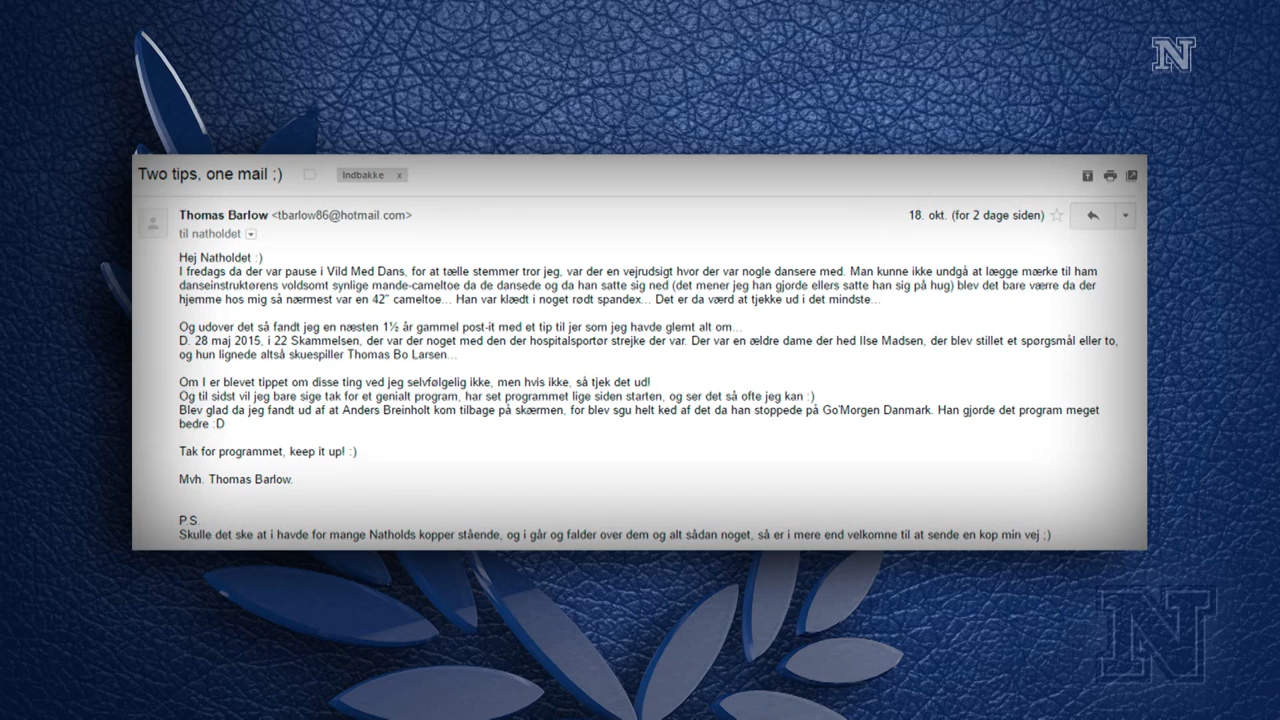 N
Two tips, one mail ;)
Indbakke x
Thomas Barlow <tbarlow86@hotmail.com>
18. okt. (for 2 dage siden)
til natholdet
Hej Natholdet :)
I fredags da der var pause i Vild Med Dans, for at tælle stemmer tror jeg, var der en vejrudsigt hvor der var nogle dansere med. Man kunne ikke undgå at lægge mærke til ham
danseinstruktørens voldsomt synlige mande-cameltoe da de dansede og da han satte sig ned (det mener jeg han gjorde ellers satte han sig på hug) blev det bare værre da der
hjemme hos mig så nærmest var en 42" cameltoe... Han var klædt i noget rødt spandex... Det er da værd at tjekke ud i det mindste...
Og udover det så fandt jeg en næsten 1½ år gammel post-it med et tip til jer som jeg havde glemt alt om...
D. 28 maj 2015, i 22 Skammelsen, der var der noget med den der hospitalsportør strejke der var. Der var en ældre dame der hed Ilse Madsen, der blev stillet et spørgsmål eller to,
og hun lignede altså skuespiller Thomas Bo Larsen...
Om I er blevet tippet om disse ting ved jeg selvfølgelig ikke, men hvis ikke, så tjek det ud!
Og til sidst vil jeg bare sige tak for et genialt program, har set programmet lige siden starten, og ser det så ofte jeg kan :)
Blev glad da jeg fandt ud af at Anders Breinholt kom tilbage på skærmen, for blev sgu helt ked af det da han stoppede på Go'Morgen Danmark. Han gjorde det program meget
bedre :D
Tak for programmet, keep it up! :)
Mvh. Thomas Barlow.
P.S.
Skulle det ske at i havde for mange Natholds kopper stående, og i går og falder over dem og alt sådan noget, så er i mere end velkomne til at sende en kop min vej ;)
N